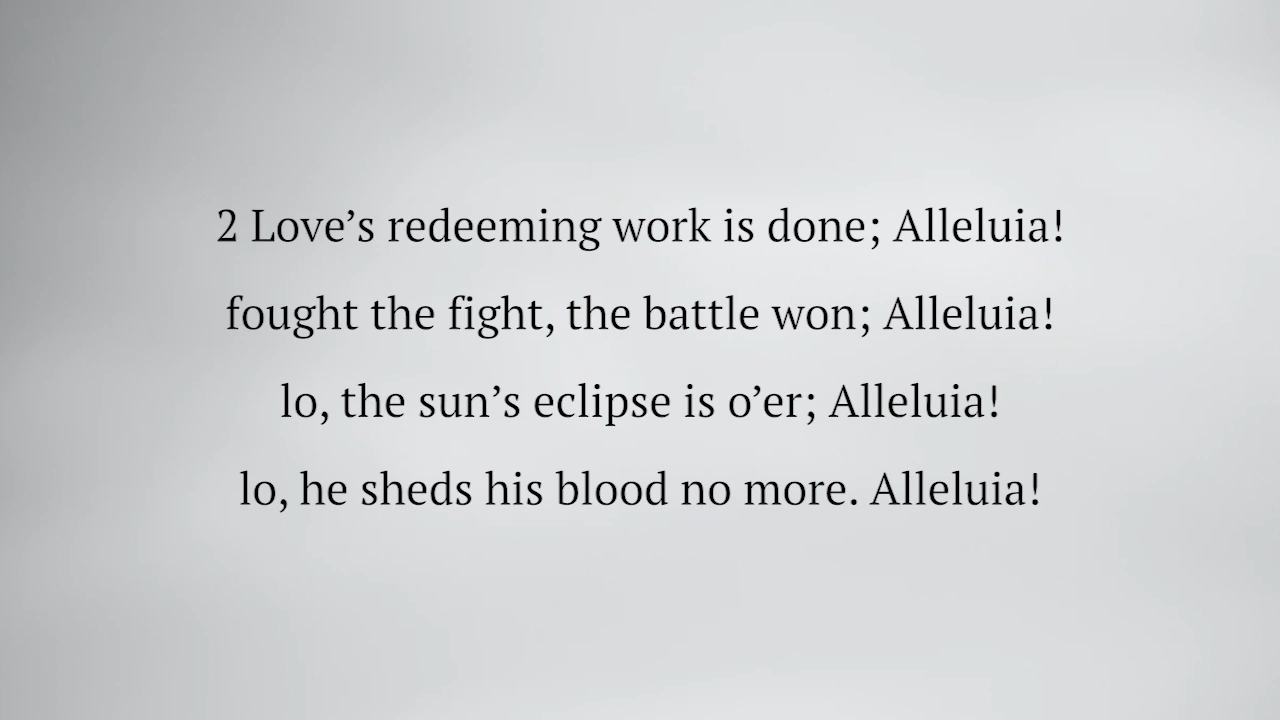 2 Love’s redeeming work is done; Alleluia!
fought the fight, the battle won; Alleluia!
lo, the sun’s eclipse is o’er; Alleluia!
lo, he sheds his blood no more. Alleluia!